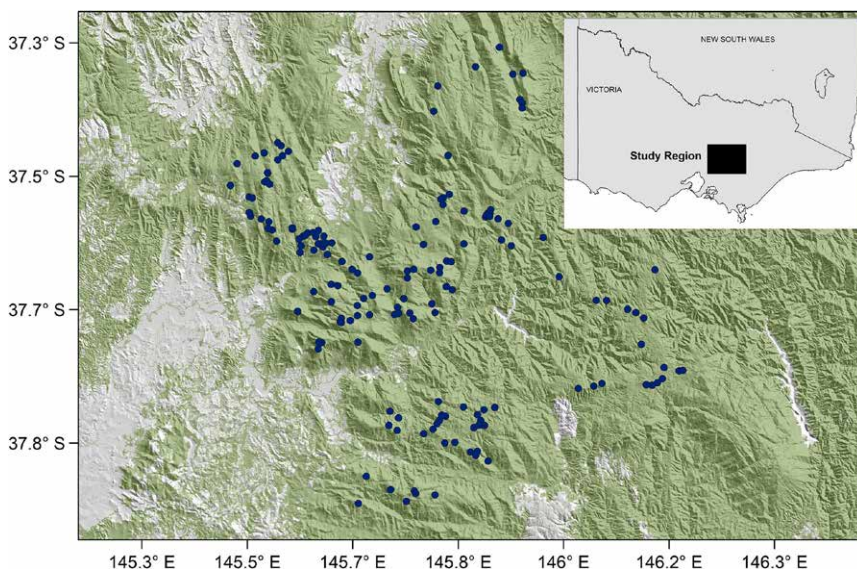 37.3° S
37.5° S
37.7° S
37.8° S
NEW SOUTH WALES
VICTORIA
Study Region
145.3° E
145.5° E
145.7° E
145.8° E
146° E
146.2° E
146.3° E